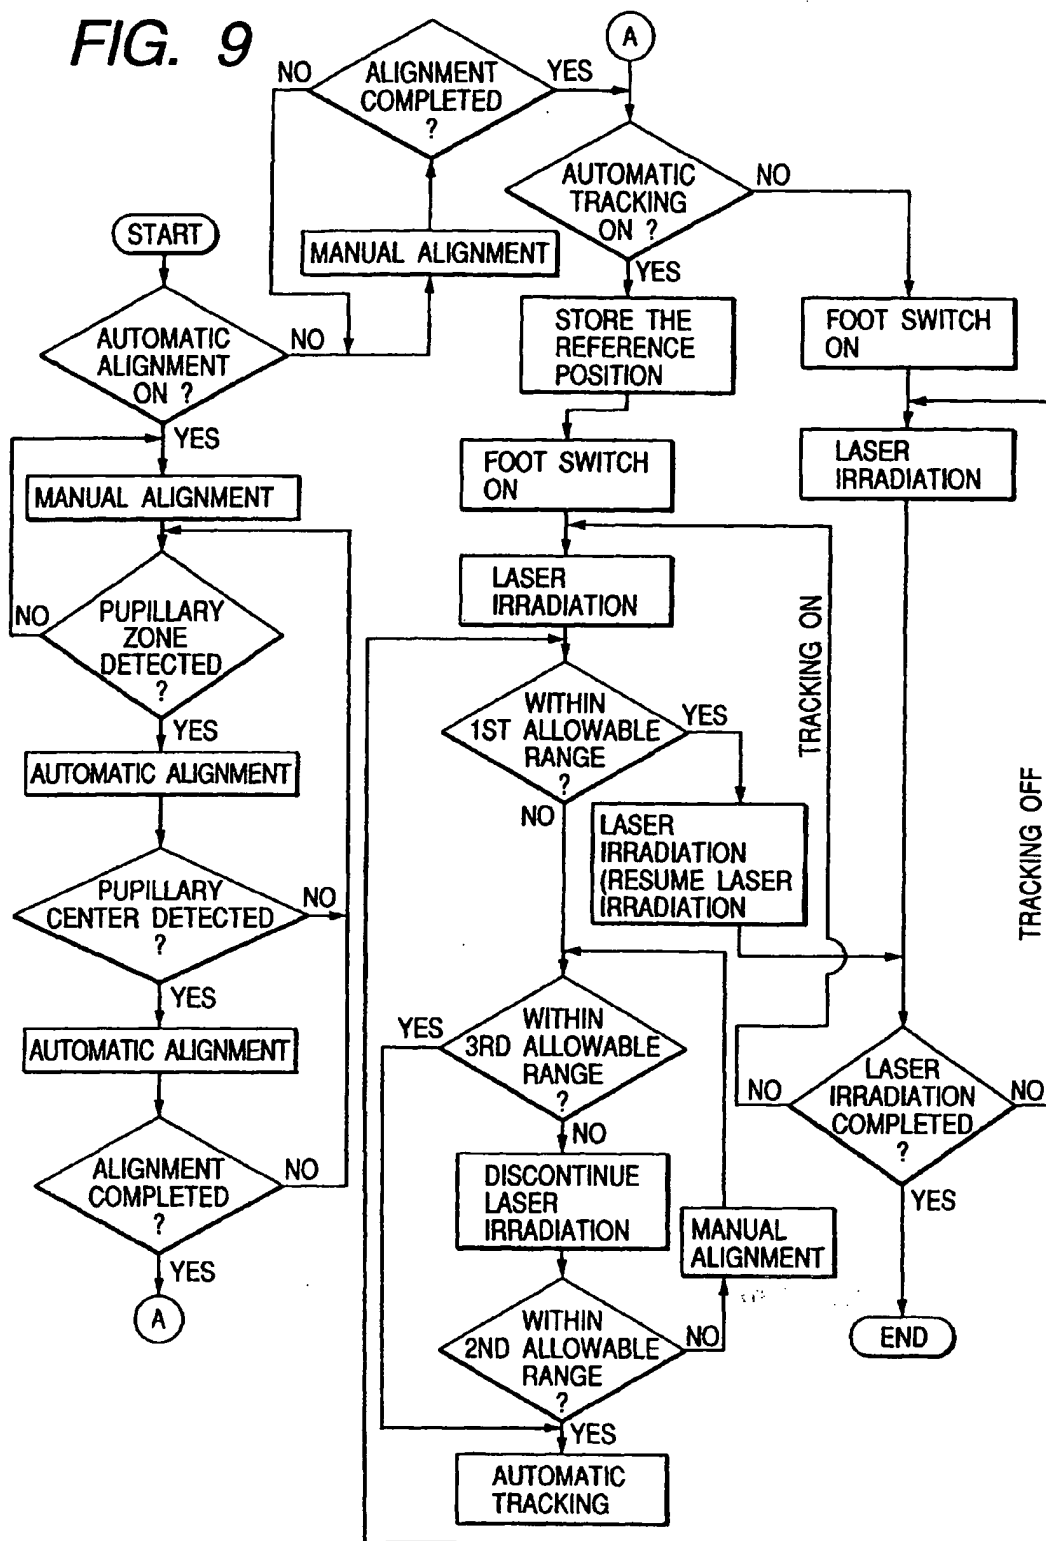 FIG. 9
START
AUTOMATIC
ALIGNMENT
ON ?
NO
YES
MANUAL ALIGNMENT
PUPILLARY
ZONE
DETECTED
?
NO
YES
AUTOMATIC ALIGNMENT
PUPILLARY
CENTER DETECTED
?
NO
YES
AUTOMATIC ALIGNMENT
ALIGNMENT
COMPLETED
?
NO
YES
A
MANUAL ALIGNMENT
ALIGNMENT
COMPLETED
?
NO
YES
A
AUTOMATIC
TRACKING
ON ?
NO
YES
STORE THE
REFERENCE
POSITION
FOOT SWITCH
ON
LASER
IRRADIATION
WITHIN
1ST ALLOWABLE
RANGE
?
YES
NO
LASER
IRRADIATION
(RESUME LASER
IRRADIATION
WITHIN
3RD ALLOWABLE
RANGE
?
YES
NO
DISCONTINUE
LASER
IRRADIATION
WITHIN
2ND ALLOWABLE
RANGE
?
NO
YES
MANUAL
ALIGNMENT
AUTOMATIC
TRACKING
FOOT SWITCH
ON
LASER
IRRADIATION
TRACKING ON
TRACKING OFF
LASER
IRRADIATION
COMPLETED
?
NO
NO
YES
END